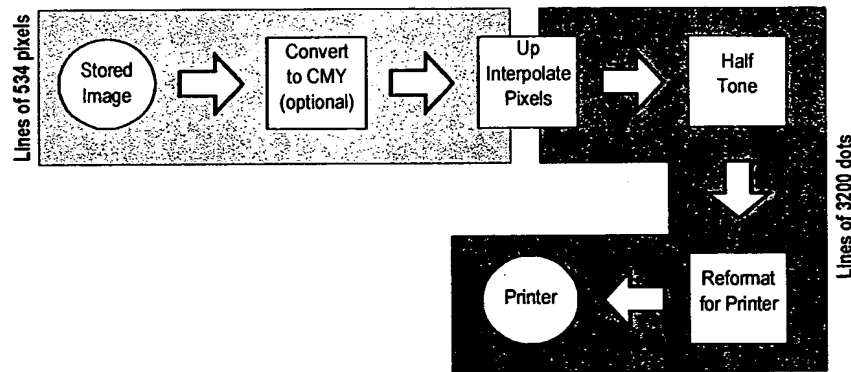 Lines of 534 pixels
Stored
Image
Convert
to CMY
(optional)
Up
Interpolate
Pixels
Half
Tone
Lines of 3200 dots
Reformat
for Printer
Printer